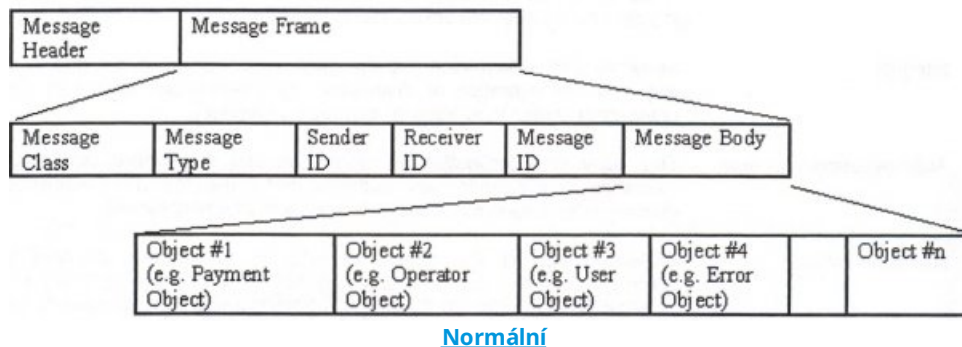 Message Header
Message Frame
Message Class
Message Type
Sender ID
Receiver ID
Message ID
Message Body
Object #1
(e.g. Payment
Object)
Object #2
(e.g. Operator
Object)
Object #3
(e.g. User
Object)
Object #4
(e.g. Error
Object)
Object #n
Normální